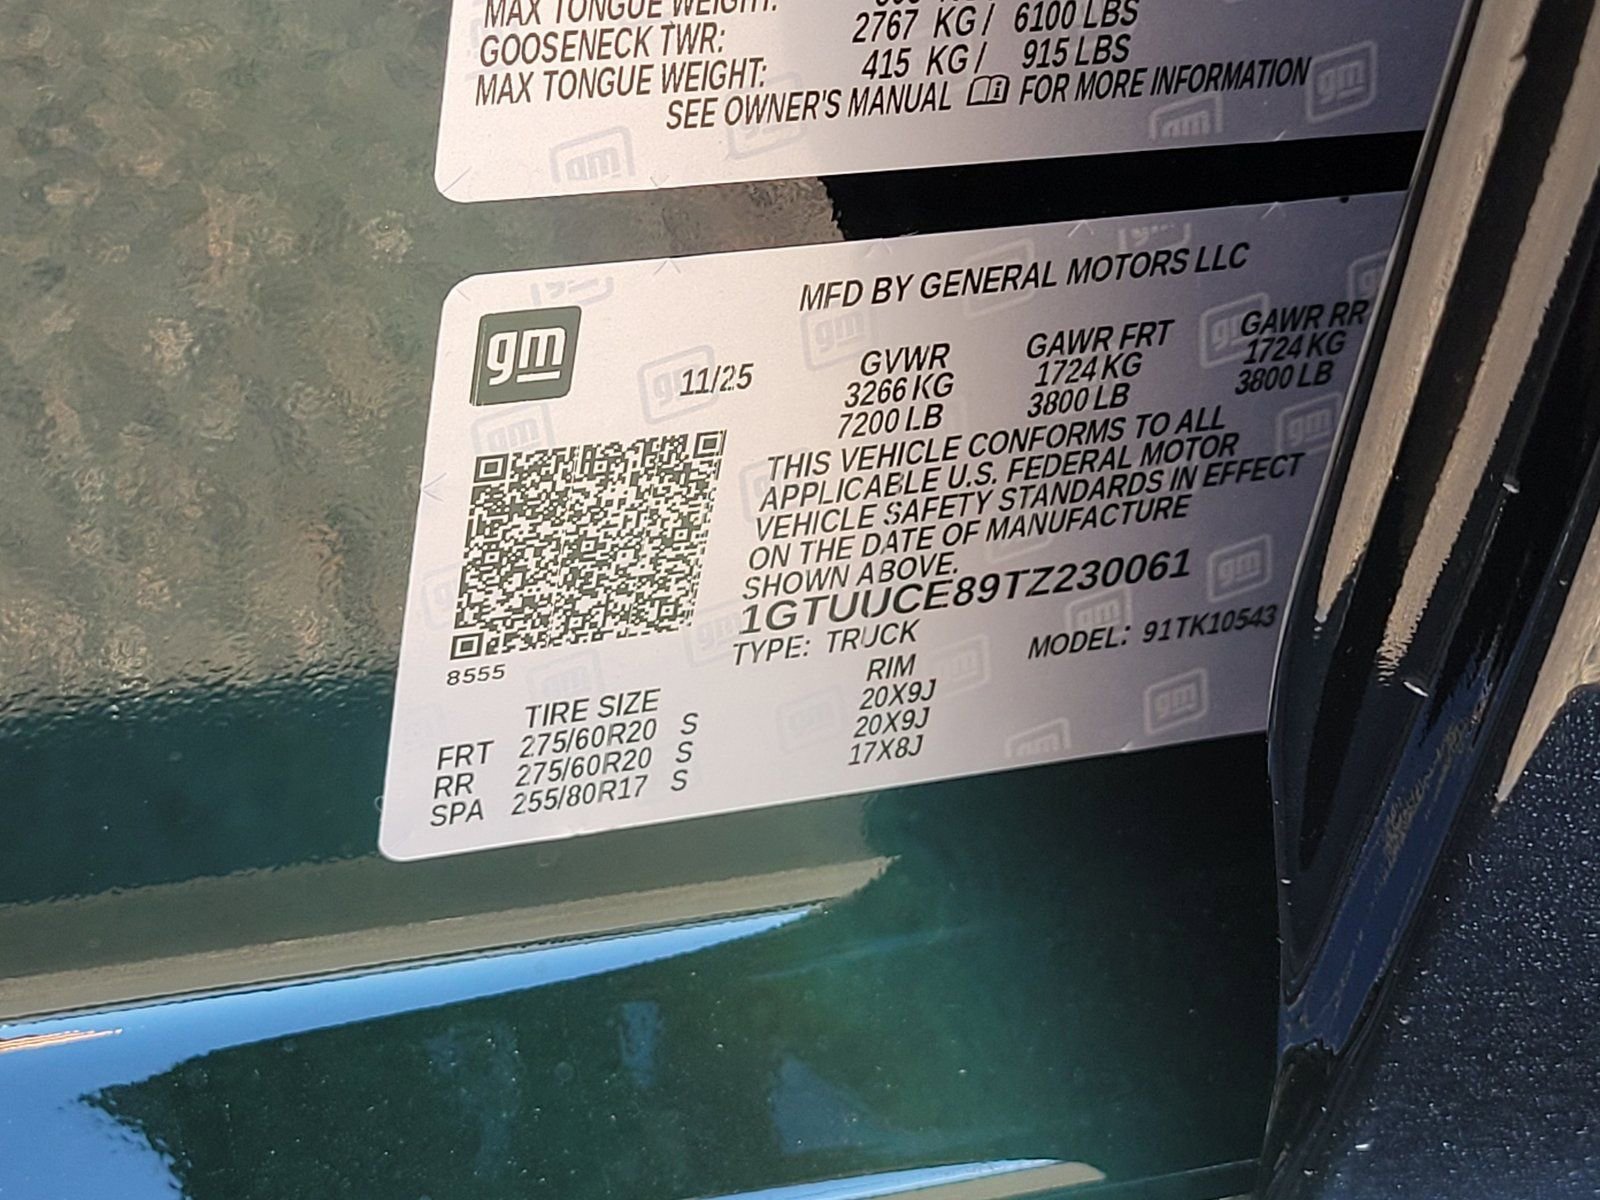 MAX TONGUE WEIGHT:
GOOSENECK TWR: 2767 KG / 6100 LBS
MAX TONGUE WEIGHT: 415 KG / 915 LBS
SEE OWNER'S MANUAL FOR MORE INFORMATION
MFD BY GENERAL MOTORS LLC
gm
11/25
GVWR GAWR FRT GAWR RR
3266 KG 1724 KG 1724 KG
7200 LB 3800 LB 3800 LB
THIS VEHICLE CONFORMS TO ALL
APPLICABLE U.S. FEDERAL MOTOR
VEHICLE SAFETY STANDARDS IN EFFECT
ON THE DATE OF MANUFACTURE
SHOWN ABOVE.
1GTUUCE89TZ230061
TYPE: TRUCK MODEL: 91TK10543
8555
TIRE SIZE RIM
FRT 275/60R20 S 20X9J
RR 275/60R20 S 20X9J
SPA 255/80R17 S 17X8J